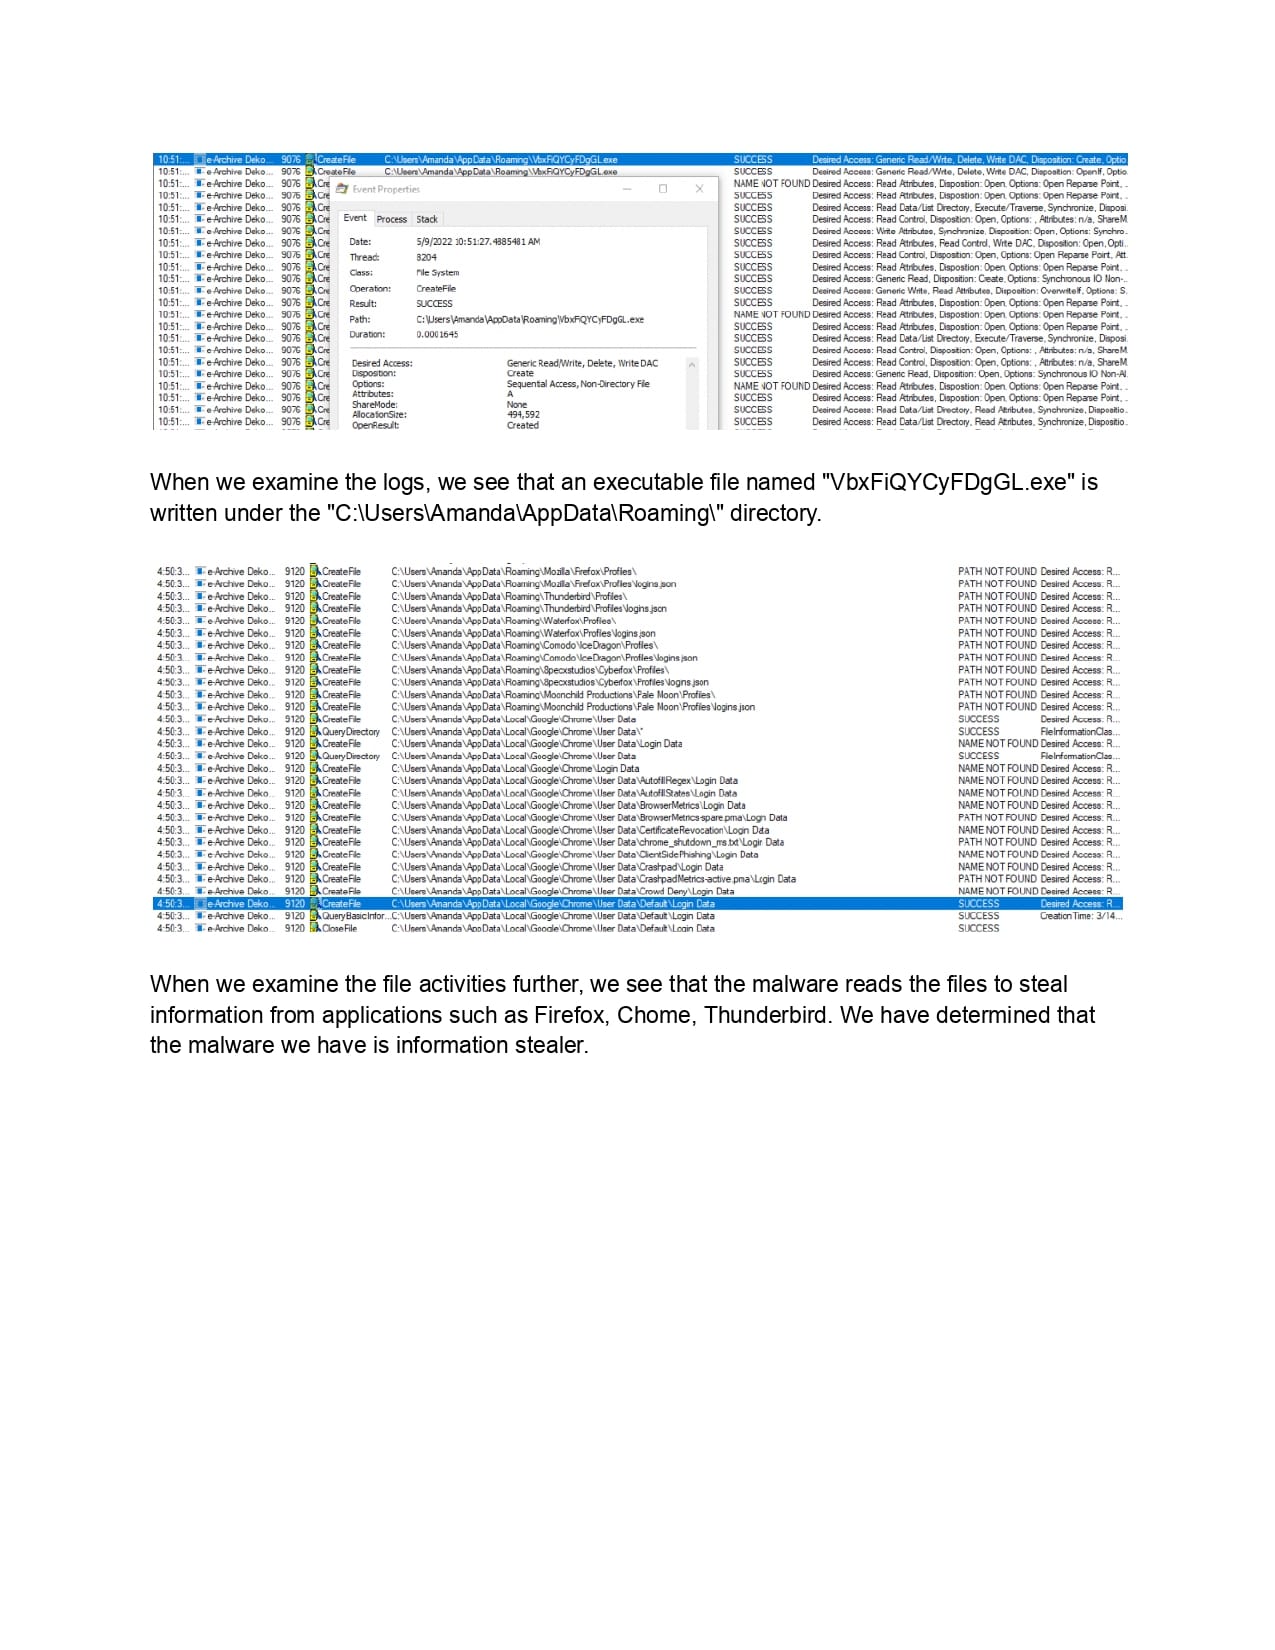 10:51:... e-Archive Deko... 9076 CreateFile C:\Users\Amanda\AppData\Roaming\VbxFiQYCyFDgGL.exe SUCCESS Desired Access: Generic Read/Write, Delete, Write DAC, Disposition: Create, Optio
10:51:... e-Archive Deko... 9076 CreateFile C:\Users\Amanda\AppData\Roaming\VbxFiQYCyFDgGL.exe SUCCESS Desired Access: Generic Read/Write, Delete, Write DAC, Disposition: OpenIf, Optio.
10:51:... e-Archive Deko... 9076 Cre NAME NOT FOUND Desired Access: Read Attributes, Disposition: Open, Options: Open Reparse Point, .
Event Properties
10:51:... e-Archive Deko... 9076 Cre SUCCESS Desired Access: Read Attributes, Disposition: Open, Options: Open Reparse Point, .
10:51:... e-Archive Deko... 9076 Cre SUCCESS Desired Access: Read Data/List Directory, Execute/Traverse, Synchronize, Disposi
10:51:... e-Archive Deko... 9076 Cre SUCCESS Desired Access: Read Control, Disposition: Open, Options: , Attributes: n/a, ShareM
Event Process Stack
10:51:... e-Archive Deko... 9076 Cre SUCCESS Desired Access: Write Attributes, Synchronize, Disposition: Open, Options: Synchro.
10:51:... e-Archive Deko... 9076 Cre SUCCESS Desired Access: Read Attributes, Read Control, Write DAC, Disposition: Open, Opti..
10:51:... e-Archive Deko... 9076 Cre SUCCESS Desired Access: Read Control, Disposition: Open, Options: Open Reparse Point, Att.
10:51:... e-Archive Deko... 9076 Cre SUCCESS Desired Access: Read Attributes, Disposition: Open, Options: Open Reparse Point, .
10:51:... e-Archive Deko... 9076 Cre SUCCESS Desired Access: Generic Read, Disposition: Create, Options: Synchronous IO Non-..
10:51:... e-Archive Deko... 9076 Cre SUCCESS Desired Access: Generic Write, Read Attributes, Disposition: OverwriteIf, Options: S.
10:51:... e-Archive Deko... 9076 Cre SUCCESS Desired Access: Read Attributes, Disposition: Open, Options: Open Reparse Point, .
10:51:... e-Archive Deko... 9076 Cre NAME NOT FOUND Desired Access: Read Attributes, Disposition: Open, Options: Open Reparse Point, .
10:51:... e-Archive Deko... 9076 Cre SUCCESS Desired Access: Read Attributes, Disposition: Open, Options: Open Reparse Point, .
10:51:... e-Archive Deko... 9076 Cre SUCCESS Desired Access: Read Data/List Directory, Execute/Traverse, Synchronize, Disposi.
10:51:... e-Archive Deko... 9076 Cre SUCCESS Desired Access: Read Control, Disposition: Open, Options: , Attributes: n/a, ShareM
10:51:... e-Archive Deko... 9076 Cre SUCCESS Desired Access: Read Control, Disposition: Open, Options: , Attributes: n/a, ShareM
10:51:... e-Archive Deko... 9076 Cre SUCCESS Desired Access: Generic Read, Disposition: Open, Options: Synchronous IO Non-Al.
10:51:... e-Archive Deko... 9076 Cre NAME NOT FOUND Desired Access: Read Attributes, Disposition: Open, Options: Open Reparse Point, .
10:51:... e-Archive Deko... 9076 Cre SUCCESS Desired Access: Read Attributes, Disposition: Open, Options: Open Reparse Point, .
10:51:... e-Archive Deko... 9076 Cre SUCCESS Desired Access: Read Data/List Directory, Read Attributes, Synchronize, Dispositio.
10:51:... e-Archive Deko... 9076 Cre SUCCESS Desired Access: Read Data/List Directory, Read Attributes, Synchronize, Dispositio.
Date: 5/9/2022 10:51:27.4885481 AM
Thread: 8204
Class: File System
Operation: CreateFile
Result: SUCCESS
Path: C:\Users\Amanda\AppData\Roaming\VbxFiQYCyFDgGL.exe
Duration: 0.0001645
Desired Access: Generic Read/Write, Delete, Write DAC
Disposition: Create
Options: Sequential Access, Non-Directory File
Attributes: A
ShareMode: None
AllocationSize: 494,592
OpenResult: Created
When we examine the logs, we see that an executable file named "VbxFiQYCyFDgGL.exe" is
written under the "C:\Users\Amanda\AppData\Roaming\" directory.
4:50:3... e-Archive Deko... 9120 CreateFile C:\Users\Amanda\AppData\Roaming\Mozilla\Firefox\Profiles\ PATH NOT FOUND Desired Access: R...
4:50:3... e-Archive Deko... 9120 CreateFile C:\Users\Amanda\AppData\Roaming\Mozilla\Firefox\Profiles\logins.json PATH NOT FOUND Desired Access: R...
4:50:3... e-Archive Deko... 9120 CreateFile C:\Users\Amanda\AppData\Roaming\Thunderbird\Profiles\ PATH NOT FOUND Desired Access: R...
4:50:3... e-Archive Deko... 9120 CreateFile C:\Users\Amanda\AppData\Roaming\Thunderbird\Profiles\logins.json PATH NOT FOUND Desired Access: R...
4:50:3... e-Archive Deko... 9120 CreateFile C:\Users\Amanda\AppData\Roaming\Waterfox\Profiles\ PATH NOT FOUND Desired Access: R...
4:50:3... e-Archive Deko... 9120 CreateFile C:\Users\Amanda\AppData\Roaming\Waterfox\Profiles\logins.json PATH NOT FOUND Desired Access: R...
4:50:3... e-Archive Deko... 9120 CreateFile C:\Users\Amanda\AppData\Roaming\Comodo\IceDragon\Profiles\ PATH NOT FOUND Desired Access: R...
4:50:3... e-Archive Deko... 9120 CreateFile C:\Users\Amanda\AppData\Roaming\Comodo\IceDragon\Profiles\logins.json PATH NOT FOUND Desired Access: R...
4:50:3... e-Archive Deko... 9120 CreateFile C:\Users\Amanda\AppData\Roaming\8pecxstudios\Cyberfox\Profiles\ PATH NOT FOUND Desired Access: R...
4:50:3... e-Archive Deko... 9120 CreateFile C:\Users\Amanda\AppData\Roaming\8pecxstudios\Cyberfox\Profiles\logins.json PATH NOT FOUND Desired Access: R...
4:50:3... e-Archive Deko... 9120 CreateFile C:\Users\Amanda\AppData\Roaming\Moonchild Productions\Pale Moon\Profiles\ PATH NOT FOUND Desired Access: R...
4:50:3... e-Archive Deko... 9120 CreateFile C:\Users\Amanda\AppData\Roaming\Moonchild Productions\Pale Moon\Profiles\logins.json PATH NOT FOUND Desired Access: R...
4:50:3... e-Archive Deko... 9120 CreateFile C:\Users\Amanda\AppData\Local\Google\Chrome\User Data SUCCESS Desired Access: R...
4:50:3... e-Archive Deko... 9120 QueryDirectory C:\Users\Amanda\AppData\Local\Google\Chrome\User Data\* SUCCESS FileInformationClas...
4:50:3... e-Archive Deko... 9120 CreateFile C:\Users\Amanda\AppData\Local\Google\Chrome\User Data\Login Data NAME NOT FOUND Desired Access: R...
4:50:3... e-Archive Deko... 9120 QueryDirectory C:\Users\Amanda\AppData\Local\Google\Chrome\User Data SUCCESS FileInformationClas...
4:50:3... e-Archive Deko... 9120 CreateFile C:\Users\Amanda\AppData\Local\Google\Chrome\Login Data NAME NOT FOUND Desired Access: R...
4:50:3... e-Archive Deko... 9120 CreateFile C:\Users\Amanda\AppData\Local\Google\Chrome\User Data\AutofillRegex\Login Data NAME NOT FOUND Desired Access: R...
4:50:3... e-Archive Deko... 9120 CreateFile C:\Users\Amanda\AppData\Local\Google\Chrome\User Data\AutofillStates\Login Data NAME NOT FOUND Desired Access: R...
4:50:3... e-Archive Deko... 9120 CreateFile C:\Users\Amanda\AppData\Local\Google\Chrome\User Data\BrowserMetrics\Login Data NAME NOT FOUND Desired Access: R...
4:50:3... e-Archive Deko... 9120 CreateFile C:\Users\Amanda\AppData\Local\Google\Chrome\User Data\BrowserMetrics-spare.pma\Login Data PATH NOT FOUND Desired Access: R...
4:50:3... e-Archive Deko... 9120 CreateFile C:\Users\Amanda\AppData\Local\Google\Chrome\User Data\CertificateRevocation\Login Data NAME NOT FOUND Desired Access: R...
4:50:3... e-Archive Deko... 9120 CreateFile C:\Users\Amanda\AppData\Local\Google\Chrome\User Data\chrome_shutdown_ms.txt\Login Data PATH NOT FOUND Desired Access: R...
4:50:3... e-Archive Deko... 9120 CreateFile C:\Users\Amanda\AppData\Local\Google\Chrome\User Data\ClientSidePhishing\Login Data NAME NOT FOUND Desired Access: R...
4:50:3... e-Archive Deko... 9120 CreateFile C:\Users\Amanda\AppData\Local\Google\Chrome\User Data\Crashpad\Login Data NAME NOT FOUND Desired Access: R...
4:50:3... e-Archive Deko... 9120 CreateFile C:\Users\Amanda\AppData\Local\Google\Chrome\User Data\CrashpadMetrics-active.pma\Login Data PATH NOT FOUND Desired Access: R...
4:50:3... e-Archive Deko... 9120 CreateFile C:\Users\Amanda\AppData\Local\Google\Chrome\User Data\Crowd Deny\Login Data NAME NOT FOUND Desired Access: R...
4:50:3... e-Archive Deko... 9120 CreateFile C:\Users\Amanda\AppData\Local\Google\Chrome\User Data\Default\Login Data SUCCESS Desired Access: R...
4:50:3... e-Archive Deko... 9120 QueryBasicInfor... C:\Users\Amanda\AppData\Local\Google\Chrome\User Data\Default\Login Data SUCCESS CreationTime: 3/14...
4:50:3... e-Archive Deko... 9120 CloseFile C:\Users\Amanda\AppData\Local\Google\Chrome\User Data\Default\Login Data SUCCESS
When we examine the file activities further, we see that the malware reads the files to steal
information from applications such as Firefox, Chome, Thunderbird. We have determined that
the malware we have is information stealer.